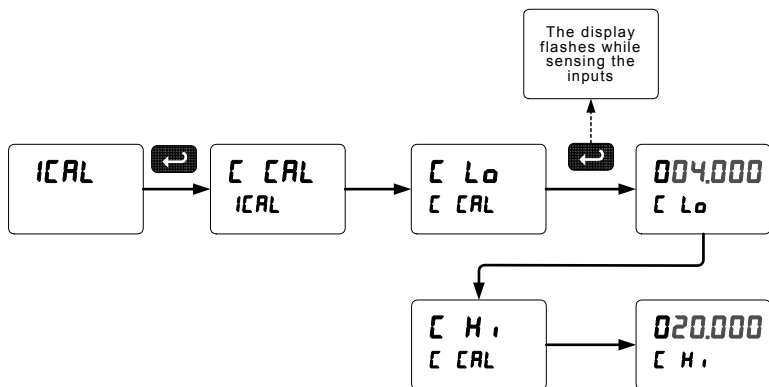 The display
flashes while
sensing the
inputs
ICAL
C CAL
ICAL
C Lo
C CAL
004.000
C Lo
C Hi
C CAL
020.000
C Hi